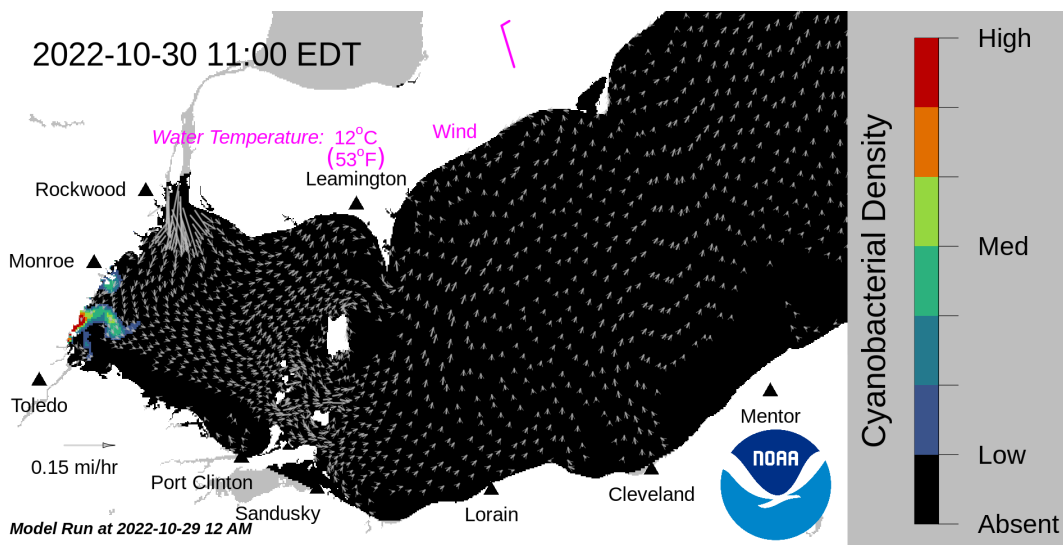 2022-10-30 11:00 EDT
Water Temperature: 12°C
(53°F)
Wind
Leamington
Rockwood
Monroe
Toledo
0.15 mi/hr
Port Clinton
Sandusky
Lorain
Cleveland
Mentor
NOAA
Model Run at 2022-10-29 12 AM
Cyanobacterial Density
High
Med
Low
Absent